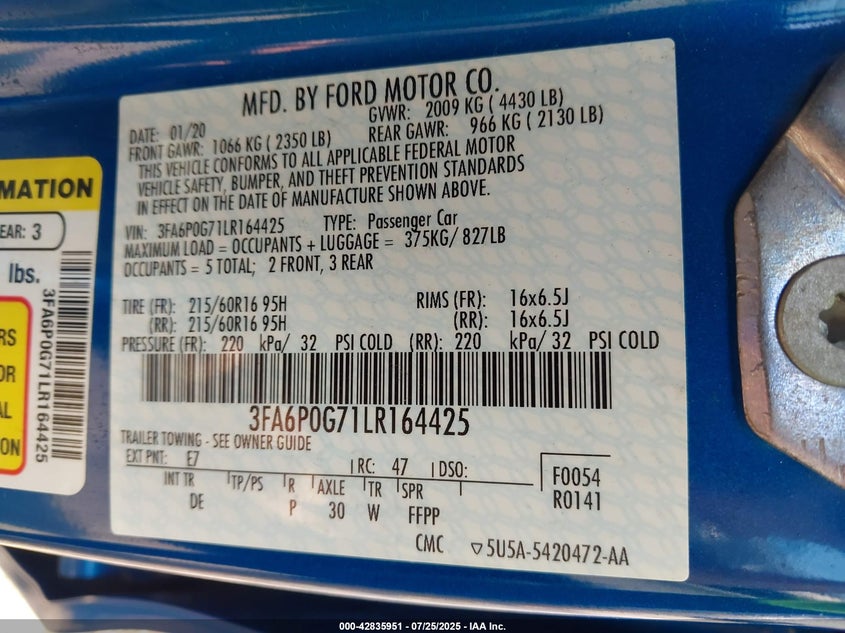 MFD. BY FORD MOTOR CO.
DATE: 01/20
GVWR: 2009 KG ( 4430 LB)
FRONT GAWR: 1066 KG ( 2350 LB)
REAR GAWR: 966 KG ( 2130 LB)
THIS VEHICLE CONFORMS TO ALL APPLICABLE FEDERAL MOTOR
VEHICLE SAFETY, BUMPER, AND THEFT PREVENTION STANDARDS
IN EFFECT ON THE DATE OF MANUFACTURE SHOWN ABOVE.
VIN: 3FA6P0G71LR164425 TYPE: Passenger Car
MAXIMUM LOAD = OCCUPANTS + LUGGAGE = 375KG/ 827LB
OCCUPANTS = 5 TOTAL; 2 FRONT, 3 REAR
TIRE (FR): 215/60R16 95H RIMS (FR): 16x6.5J
(RR): 215/60R16 95H (RR): 16x6.5J
PRESSURE (FR): 220 kPa/ 32 PSI COLD (RR): 220 kPa/ 32 PSI COLD
3FA6P0G71LR164425
TRAILER TOWING - SEE OWNER GUIDE
EXT PNT: E7 RC: 47 DSO:
INT TR TP/PS R AXLE TR SPR
DE P 30 W FFPP
F0054
R0141
CMC ▽5U5A-5420472-AA
MATION
EAR: 3
lbs.
RS
OR
AL
ON
3FA6P0G71LR164425
000-42835951 | 07/25/2025 - IAA Inc.